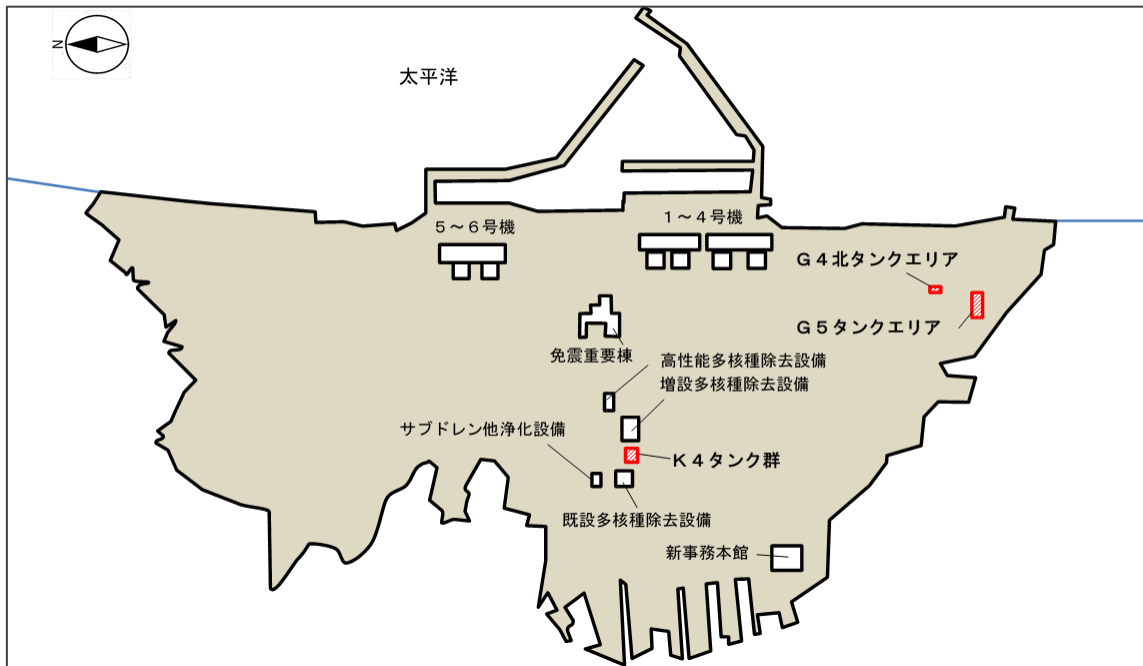 N
太平洋
5～6号機
1～4号機
G4北タンクエリア
G5タンクエリア
免震重要棟
高性能多核種除去設備
増設多核種除去設備
サブドレン他浄化設備
K4タンク群
既設多核種除去設備
新事務本館